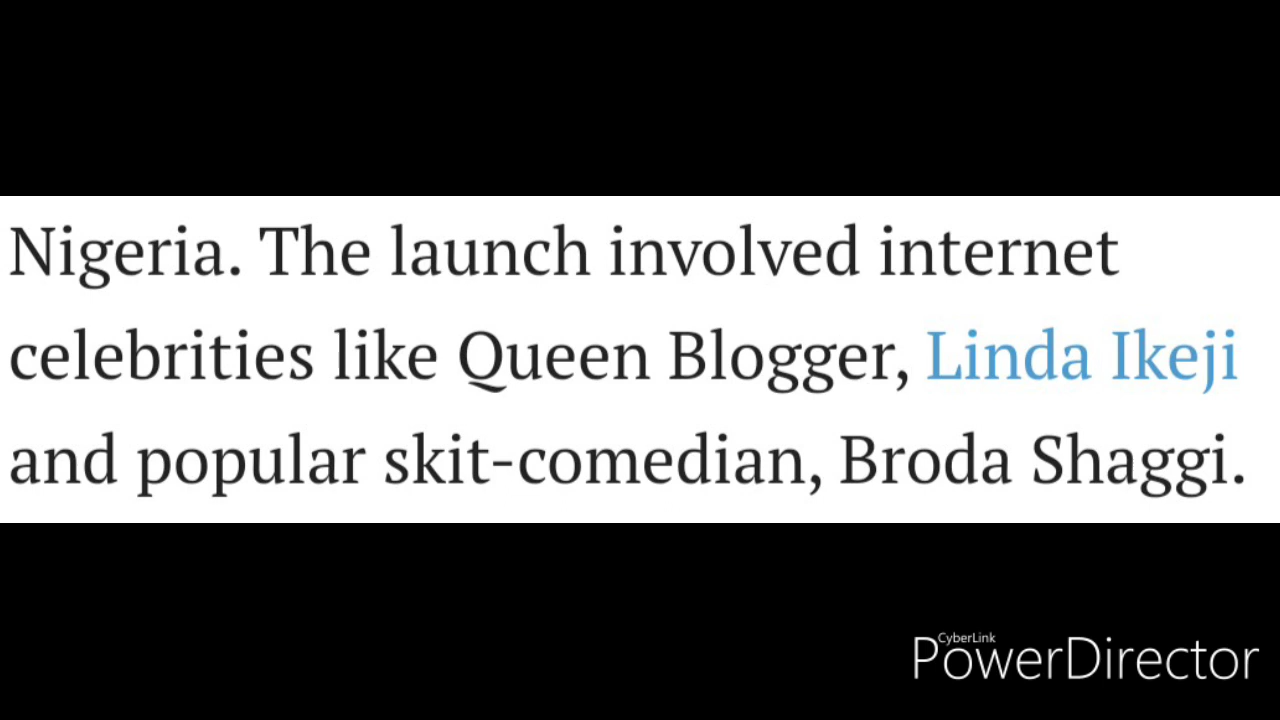 Nigeria. The launch involved internet
celebrities like Queen Blogger, Linda Ikeji
and popular skit-comedian, Broda Shaggi.
CyberLink
PowerDirector